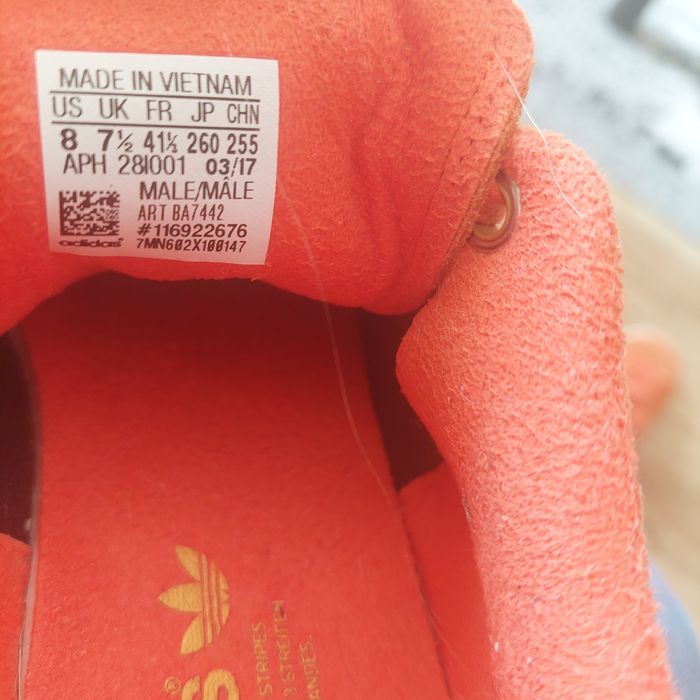 MADE IN VIETNAM
US UK FR JP CHN
8 7½ 41½ 260 255
APH 28I001 03/17
MALE/MÂLE
ART BA7442
#116922676
adidas® 7MN602X100147
STRIPES
3 STREIFEN
®S